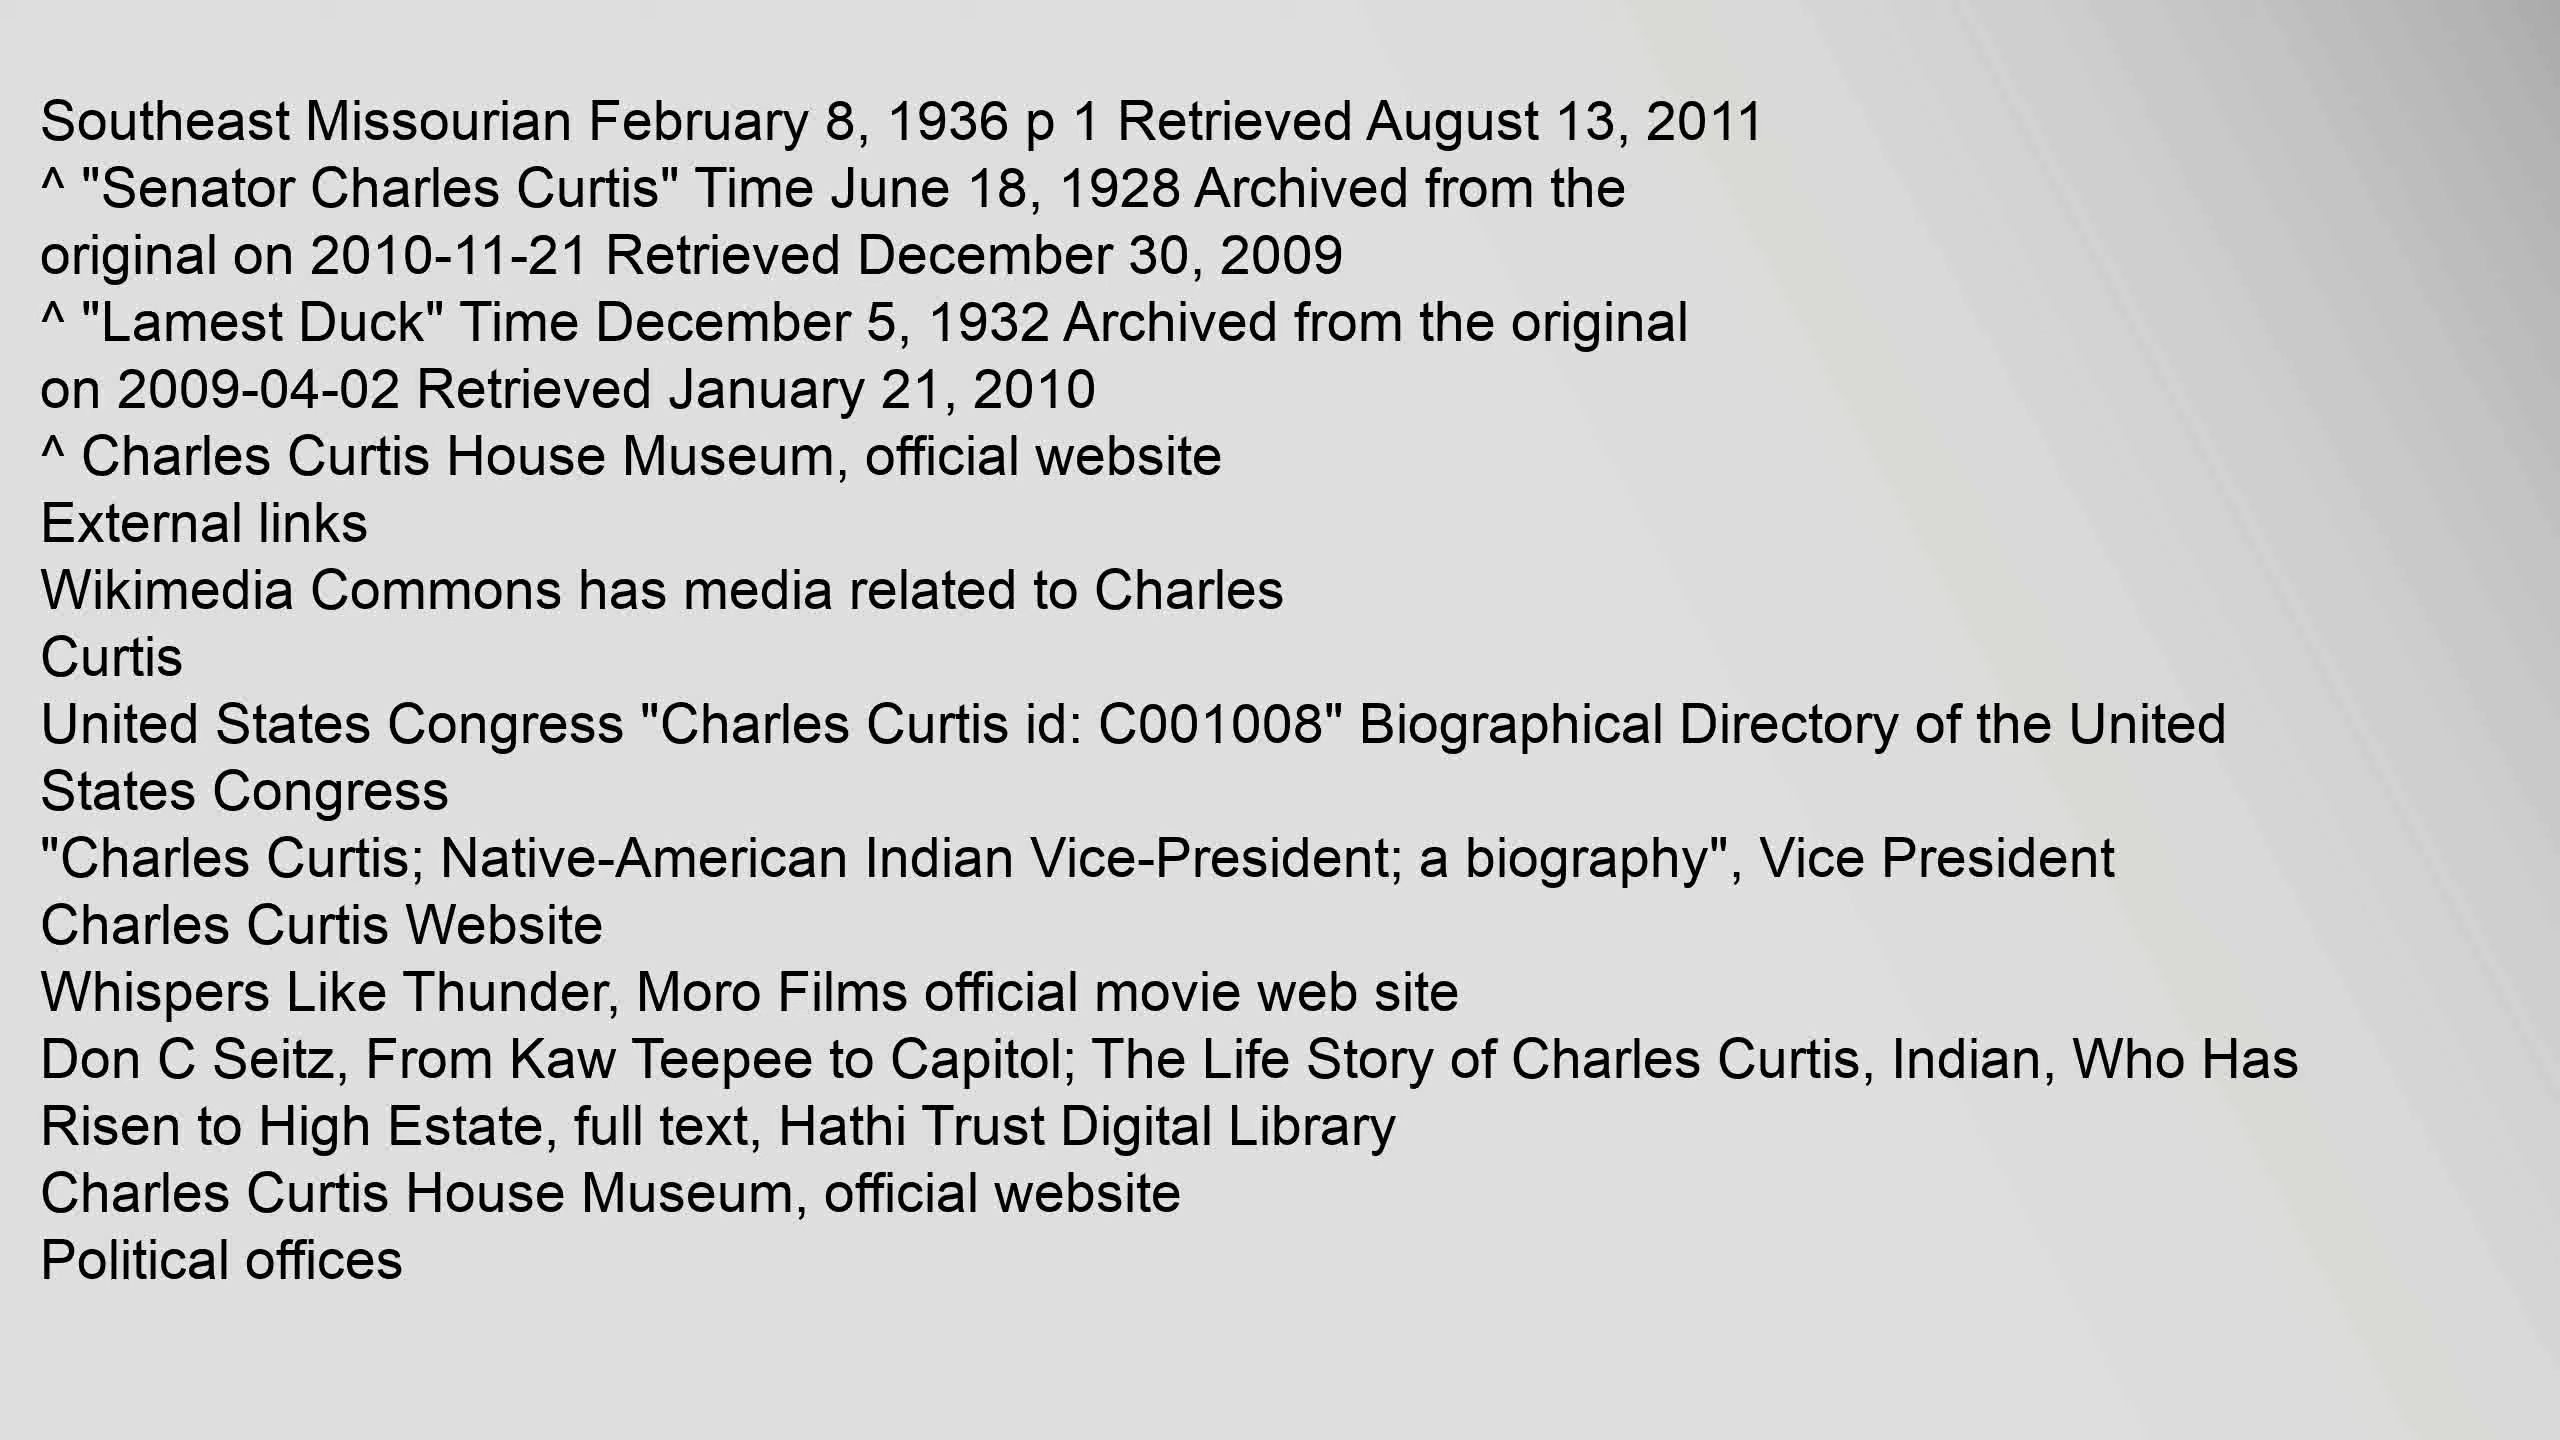 Southeast Missourian February 8, 1936 p 1 Retrieved August 13, 2011
^ "Senator Charles Curtis" Time June 18, 1928 Archived from the
original on 2010-11-21 Retrieved December 30, 2009
^ "Lamest Duck" Time December 5, 1932 Archived from the original
on 2009-04-02 Retrieved January 21, 2010
^ Charles Curtis House Museum, official website
External links
Wikimedia Commons has media related to Charles
Curtis
United States Congress "Charles Curtis id: C001008" Biographical Directory of the United
States Congress
"Charles Curtis; Native-American Indian Vice-President; a biography", Vice President
Charles Curtis Website
Whispers Like Thunder, Moro Films official movie web site
Don C Seitz, From Kaw Teepee to Capitol; The Life Story of Charles Curtis, Indian, Who Has
Risen to High Estate, full text, Hathi Trust Digital Library
Charles Curtis House Museum, official website
Political offices